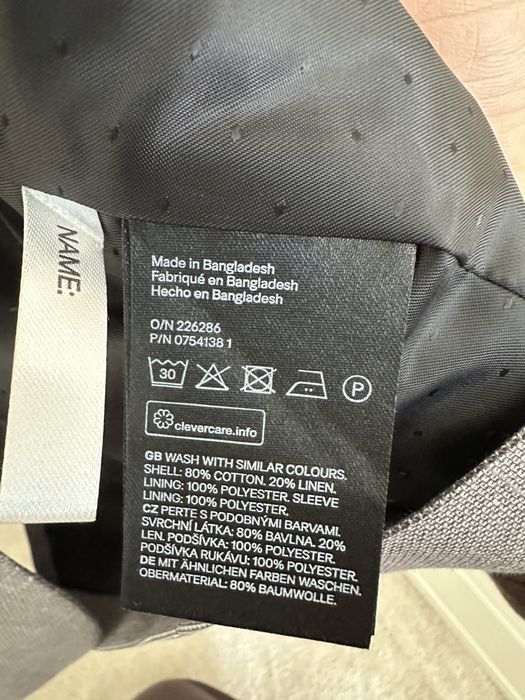 NAME:
Made in Bangladesh
Fabriqué en Bangladesh
Hecho en Bangladesh
O/N 226286
P/N 0754138 1
30
P
clevercare.info
GB WASH WITH SIMILAR COLOURS.
SHELL: 80% COTTON. 20% LINEN.
LINING: 100% POLYESTER. SLEEVE
LINING: 100% POLYESTER.
CZ PERTE S PODOBNÝMI BARVAMI.
SVRCHNÍ LÁTKA: 80% BAVLNA. 20%
LEN. PODŠÍVKA: 100% POLYESTER.
PODŠÍVKA RUKÁVU: 100% POLYESTER.
DE MIT ÄHNLICHEN FARBEN WASCHEN.
OBERMATERIAL: 80% BAUMWOLLE.